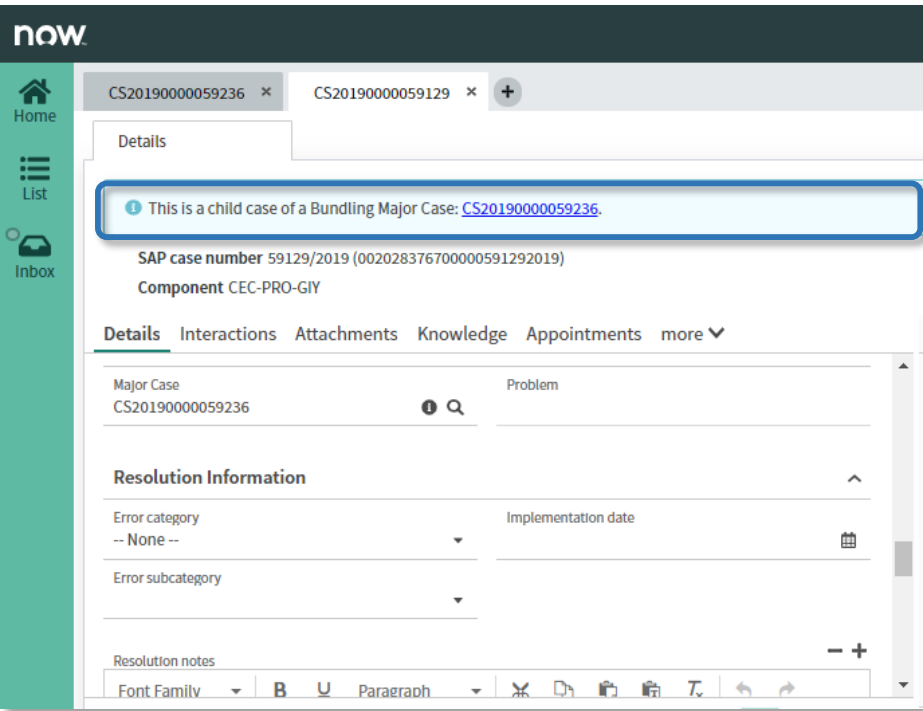 now.
CS20190000059236 × CS20190000059129 × +
Home
Details
List
This is a child case of a Bundling Major Case: CS20190000059236.
Inbox
SAP case number 59129/2019 (002028376700000591292019)
Component CEC-PRO-GIY
Details Interactions Attachments Knowledge Appointments more
Major Case Problem
CS20190000059236
Resolution Information
Error category Implementation date
-- None --
Error subcategory
Resolution notes
Font Family B U Paragraph